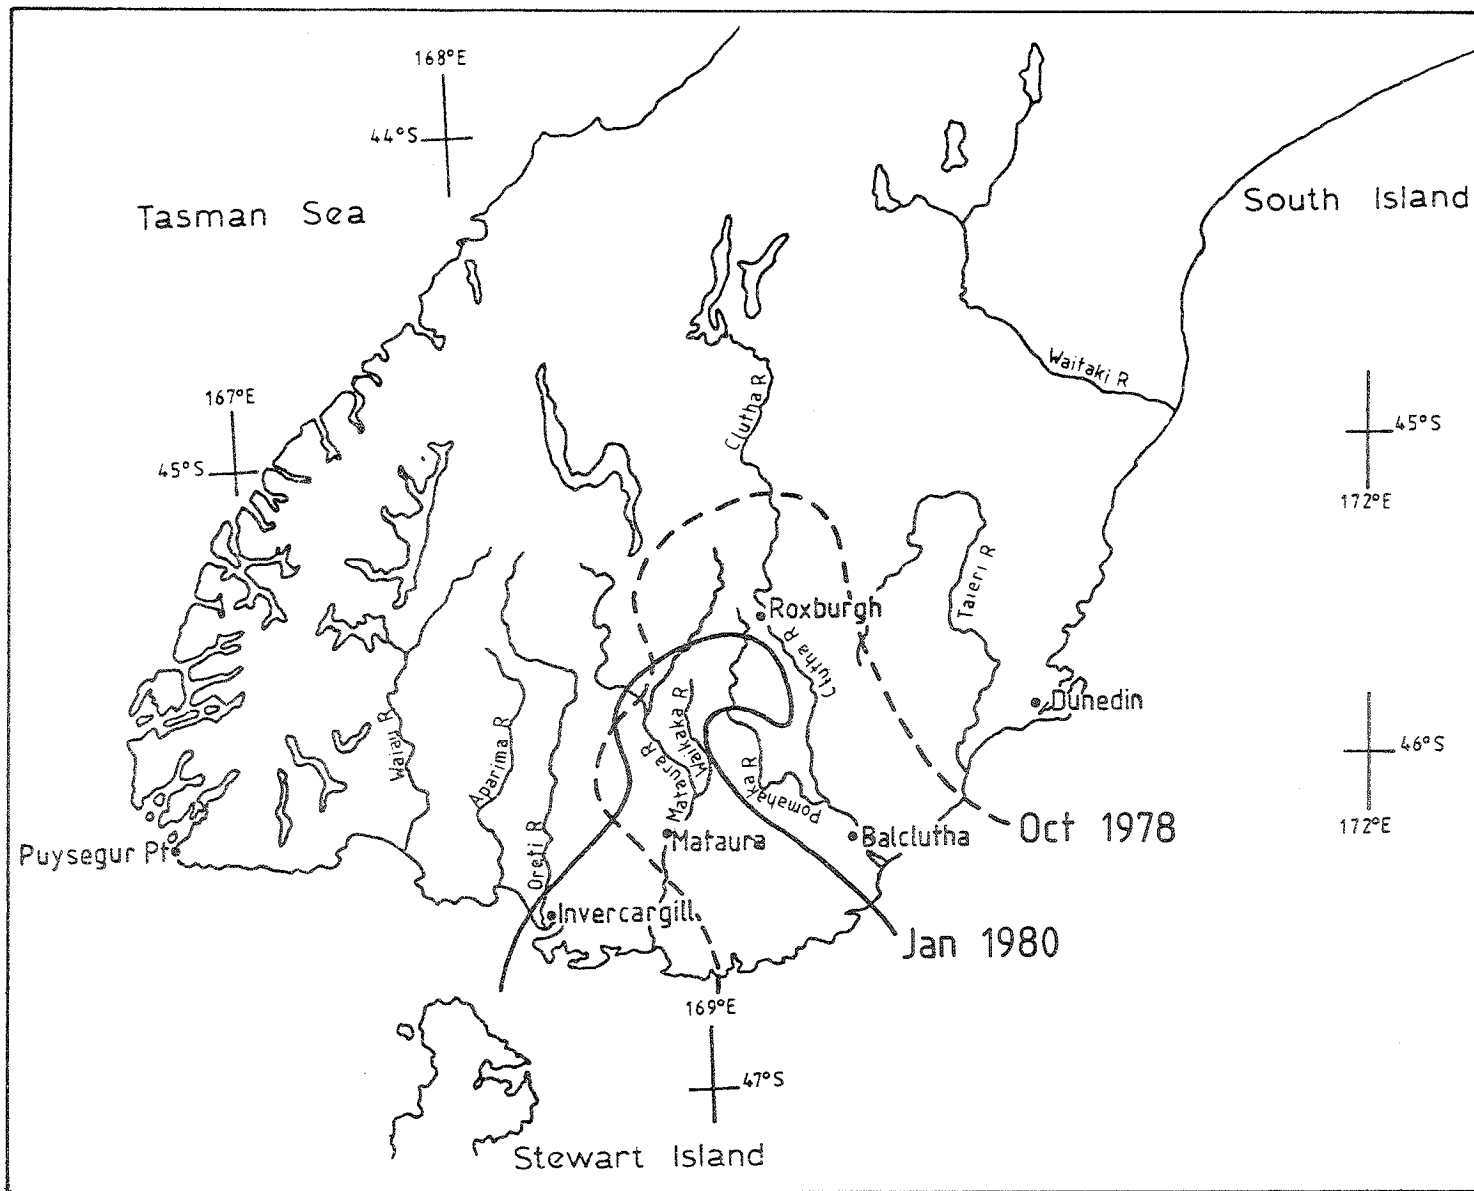 168°E
44°S
Tasman Sea
South Island
Waitaki R
Clutha R
167°E
45°S
45°S
172°E
Taieri R
Roxburgh
Clutha R
Dunedin
Waiau R
Aparima R
Mataura R
Waikaka R
46°S
Pomahaka R
Oreti R
172°E
Oct 1978
Puysegur Pt
Mataura
Balclutha
Invercargill
Jan 1980
169°E
47°S
Stewart Island